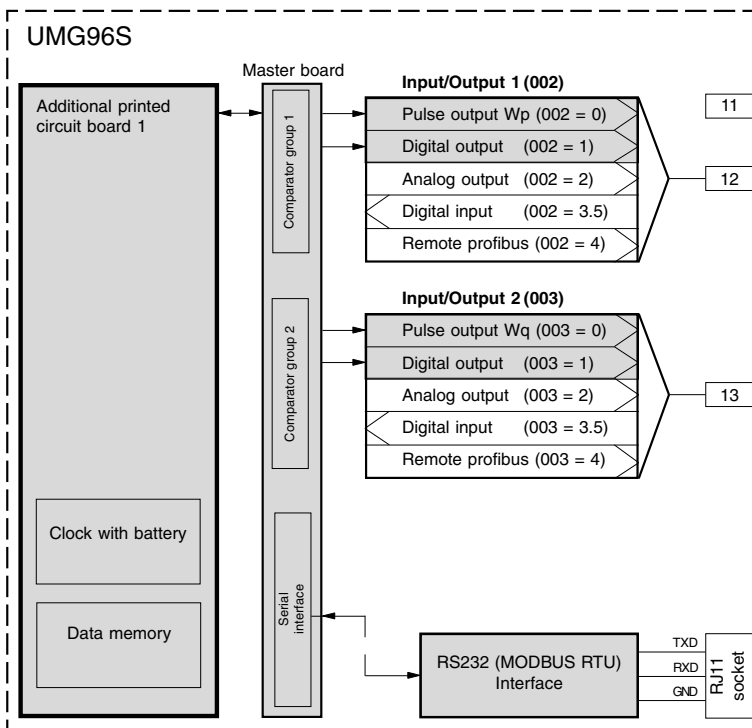 UMG96S
Additional printed
circuit board 1
Clock with battery
Data memory
Master board
Comparator group 1
Comparator group 2
Serial
interface
Input/Output 1 (002)
Pulse output Wp (002 = 0)
Digital output (002 = 1)
Analog output (002 = 2)
Digital input (002 = 3.5)
Remote profibus (002 = 4)
11
12
Input/Output 2 (003)
Pulse output Wq (003 = 0)
Digital output (003 = 1)
Analog output (003 = 2)
Digital input (003 = 3.5)
Remote profibus (003 = 4)
13
RS232 (MODBUS RTU)
Interface
TXD
RXD
GND
RJ11
socket